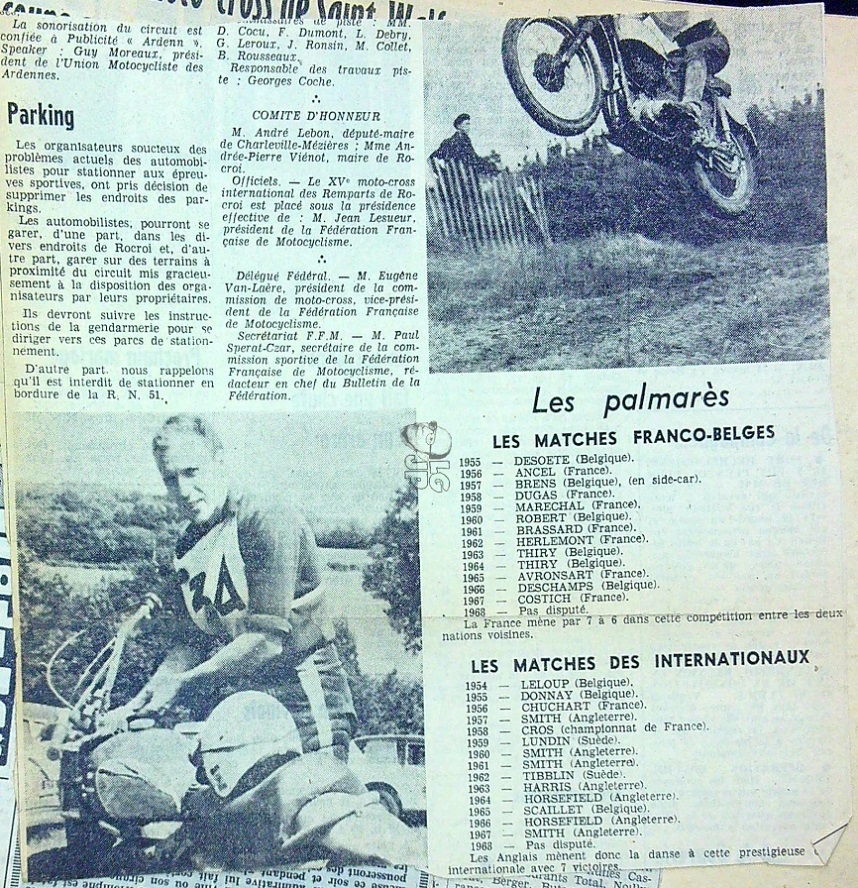 moto cross de Saint
La sonorisation du circuit est
confiée à Publicité « Ardenn ».
Speaker : Guy Moreaux, prési-
dent de l'Union Motocycliste des
Ardennes.
Parking
Les organisateurs soucteux des
problèmes actuels des automobi-
listes pour stationner aux épreu-
ves sportives, ont pris décision de
supprimer les endroits des par-
kings.
Les automobilistes, pourront se
garer, d'une part, dans les di-
vers endroits de Rocroi et, d'au-
tre part, garer sur des terrains à
proximité du circuit mis gracieu-
sement à la disposition des orga-
nisateurs par leurs propriétaires.
Ils devront suivre les instruc-
tions de la gendarmerie pour se
diriger vers ces parcs de station-
nement.
D'autre part, nous rappelons
qu'il est interdit de stationner en
bordure de la R. N. 51.
de piste : MM.
D. Cocu, F. Dumont, L. Debry,
G. Leroux, J. Ronsin, M. Collet,
B. Rousseaux.
Responsable des travaux pis-
te : Georges Coche.
COMITE D'HONNEUR
M. André Lebon, député-maire
de Charleville-Mézières : Mme An-
drée-Pierre Viénot, maire de Ro-
croi.
Officiels. — Le XVe moto-cross
international des Remparts de Ro-
croi est placé sous la présidence
effective de : M. Jean Lesueur,
président de la Fédération Fran-
çaise de Motocyclisme.
Délégué Fédéral. — M. Eugène
Van-Laère, président de la com-
mission de moto-cross, vice-prési-
dent de la Fédération Française
de Motocyclisme.
Secrétariat F.F.M. — M. Paul
Sperat-Czar, secrétaire de la com-
mission sportive de la Fédération
Française de Motocyclisme, ré-
dacteur en chef du Bulletin de la
Fédération.
Les palmarès
LES MATCHES FRANCO-BELGES
1955 — DESOETE (Belgique).
1956 — ANCEL (France).
1957 — BRENS (Belgique), (en side-car).
1958 — DUGAS (France).
1959 — MARECHAL (France).
1960 — ROBERT (Belgique).
1961 — BRASSARD (France).
1962 — HERLEMONT (France).
1963 — THIRY (Belgique).
1964 — THIRY (Belgique).
1965 — AVRONSART (France).
1966 — DESCHAMPS (Belgique).
1967 — COSTICH (France).
1968 — Pas disputé.
La France mène par 7 à 6 dans cette compétition entre les deux
nations voisines.
LES MATCHES DES INTERNATIONAUX
1954 — LELOUP (Belgique).
1955 — DONNAY (Belgique).
1956 — CHUCHART (France).
1957 — SMITH (Angleterre).
1958 — CROS (championnat de France).
1959 — LUNDIN (Suède).
1960 — SMITH (Angleterre).
1961 — SMITH (Angleterre).
1962 — TIBBLIN (Suède).
1963 — HARRIS (Angleterre).
1964 — HORSEFIELD (Angleterre).
1965 — SCAILLET (Belgique).
1966 — HORSEFIELD (Angleterre).
1967 — SMITH (Angleterre).
1968 — Pas disputé.
Les Anglais mènent donc la danse à cette prestigieuse
internationale avec 7 victoires
34
JP LG